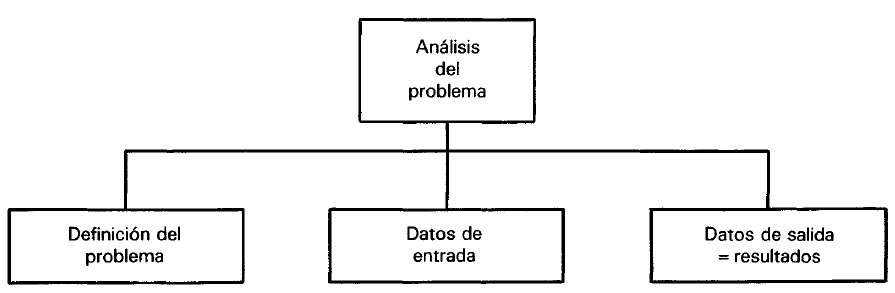 Análisis
del
problema
Definición del
problema
Datos de
entrada
Datos de salida
= resultados